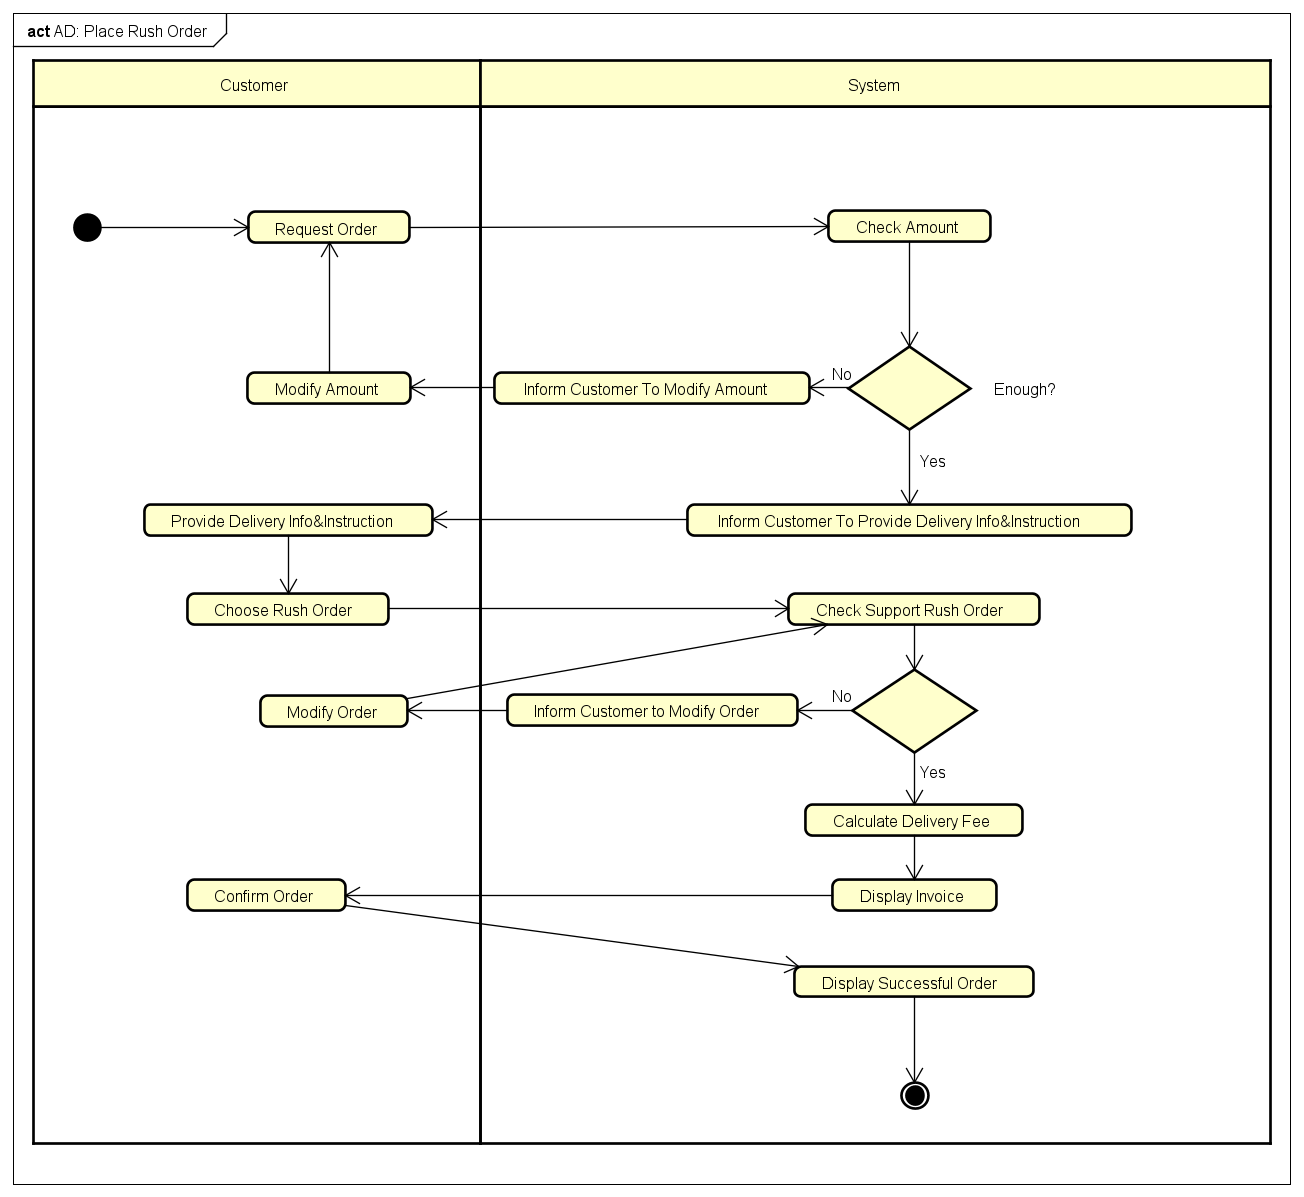 act AD: Place Rush Order
Customer
System
Request Order
Check Amount
No
Modify Amount
Inform Customer To Modify Amount
Enough?
Yes
Provide Delivery Info&Instruction
Inform Customer To Provide Delivery Info&Instruction
Choose Rush Order
Check Support Rush Order
No
Modify Order
Inform Customer to Modify Order
Yes
Calculate Delivery Fee
Confirm Order
Display Invoice
Display Successful Order